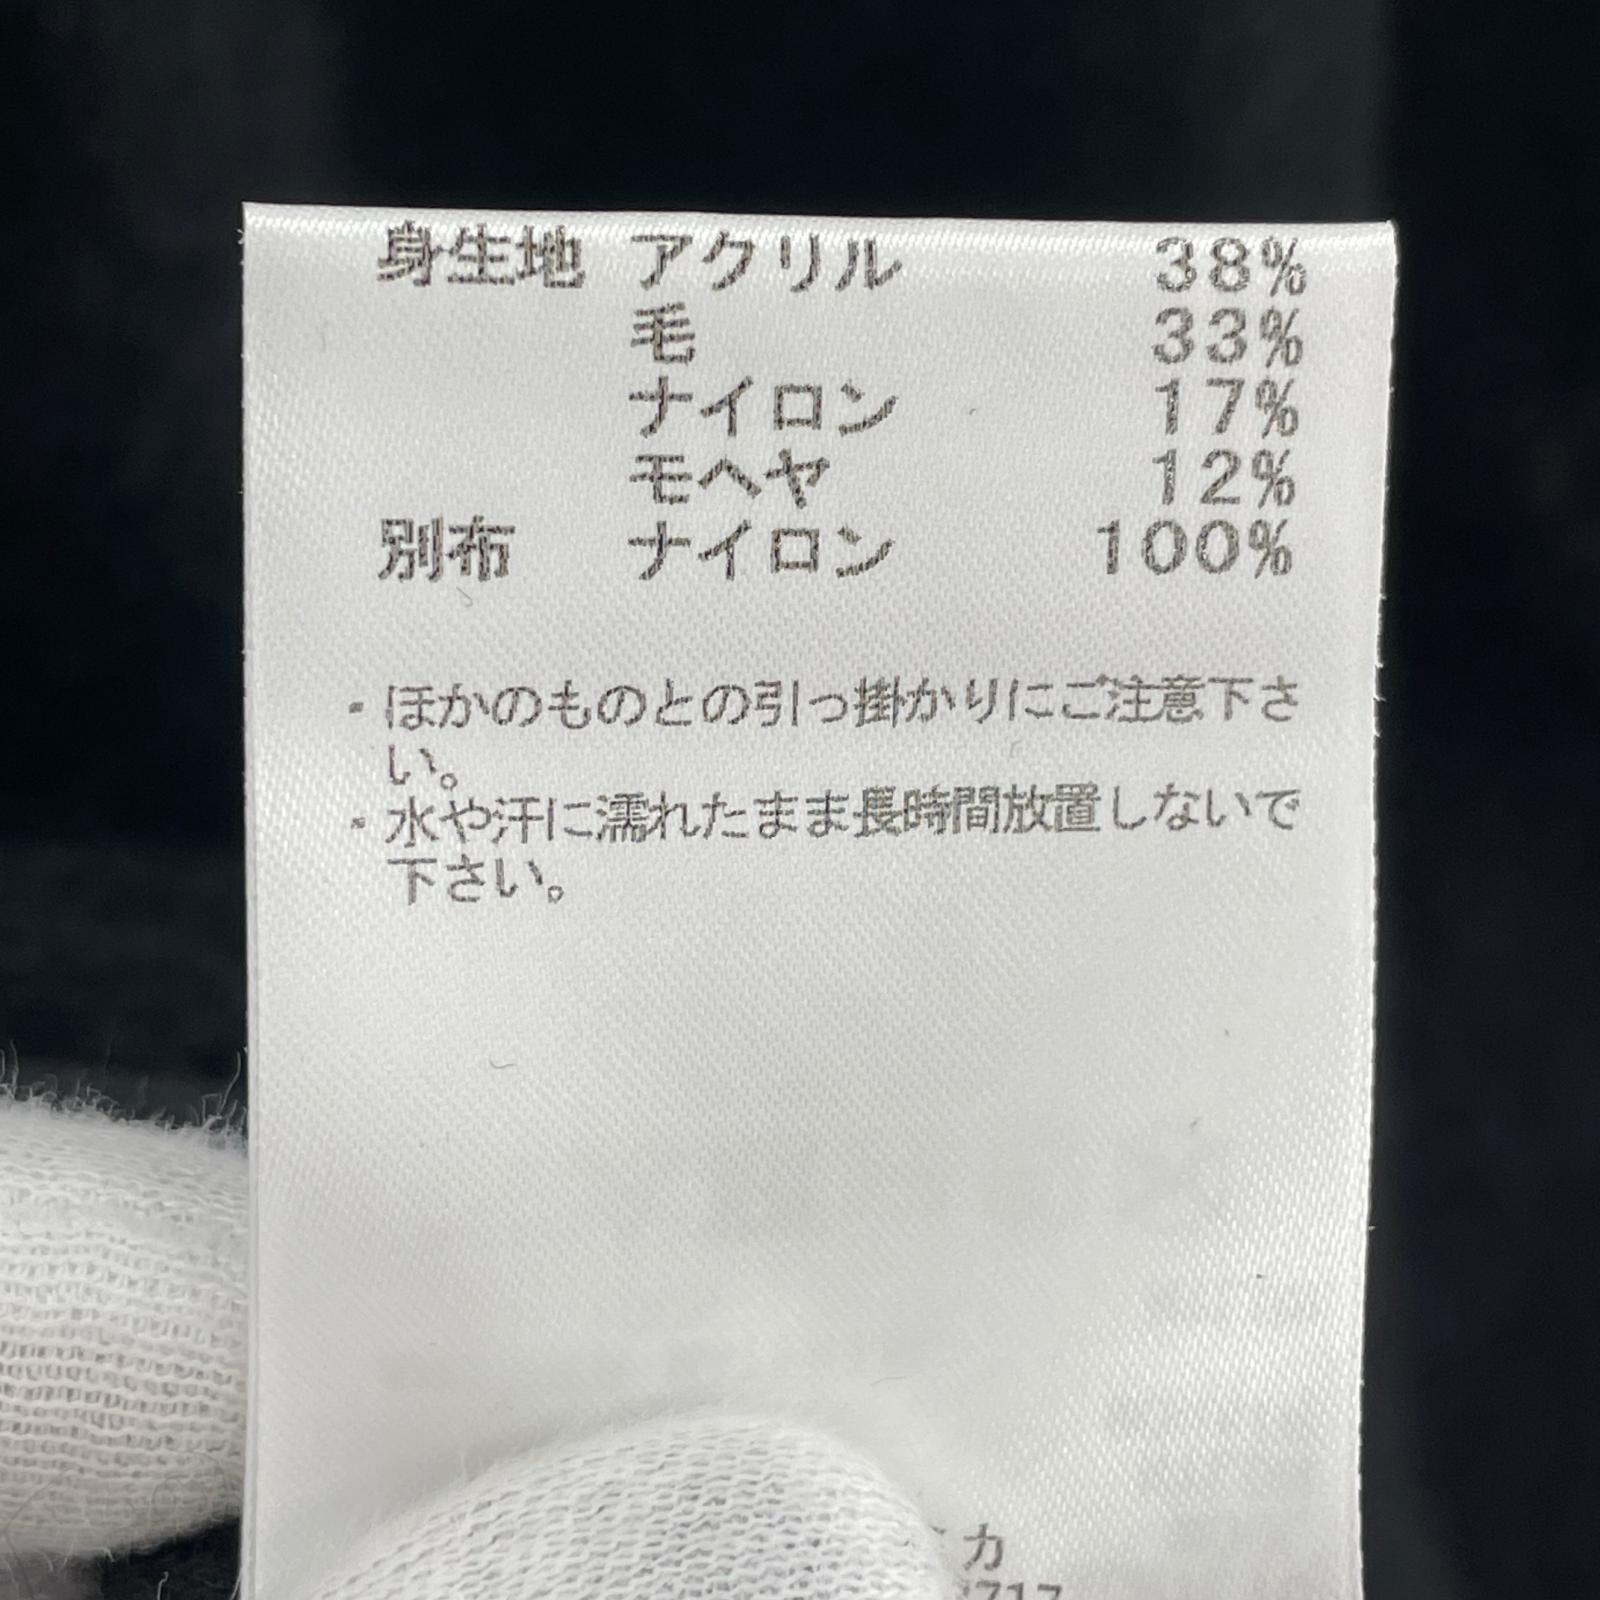 身生地 アクリル 38%
毛 33%
ナイロン 17%
モヘヤ 12%
別布 ナイロン 100%
・ほかのものとの引っ掛かりにご注意下さ
い。
・水や汗に濡れたまま長時間放置しないで
下さい。
カ
717